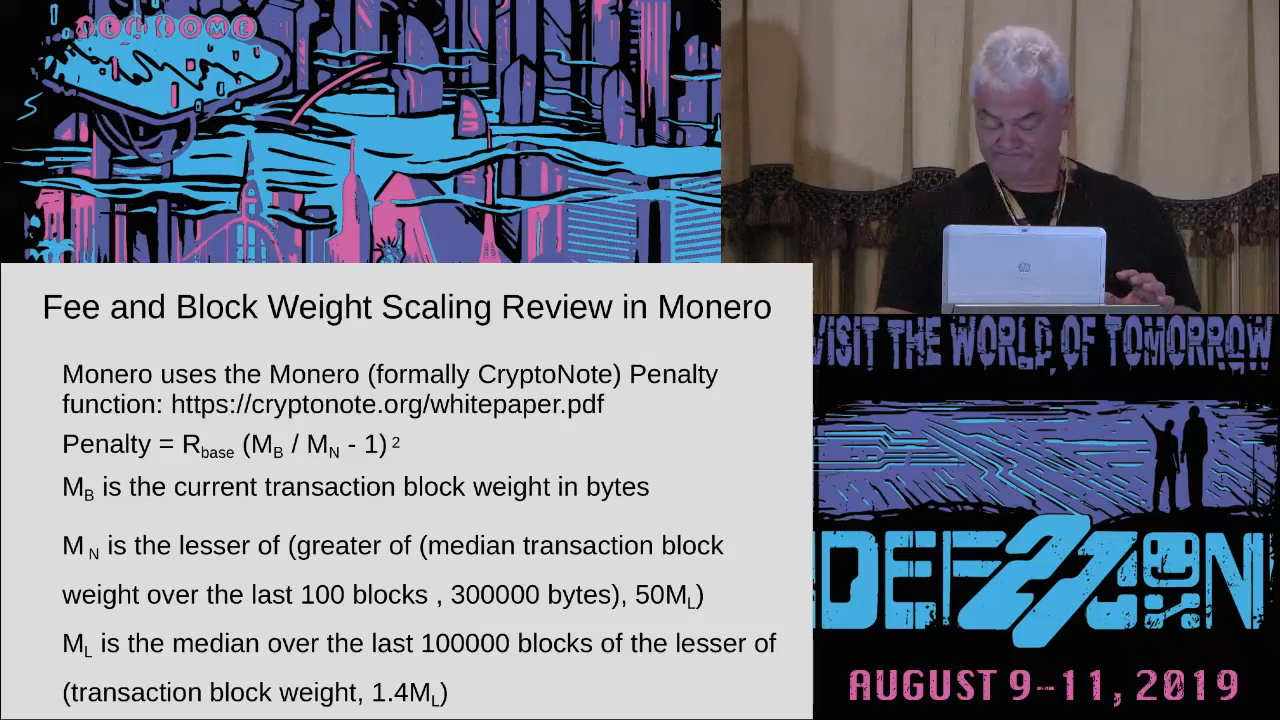 WELCOME
Fee and Block Weight Scaling Review in Monero
Monero uses the Monero (formally CryptoNote) Penalty
function: https://cryptonote.org/whitepaper.pdf
Penalty = Rbase (MB / MN - 1) 2
MB is the current transaction block weight in bytes
M N is the lesser of (greater of (median transaction block
weight over the last 100 blocks , 300000 bytes), 50ML)
ML is the median over the last 100000 blocks of the lesser of
(transaction block weight, 1.4ML)
VISIT THE WORLD OF TOMORROW
DEF CON
27
AUGUST 9-11, 2019